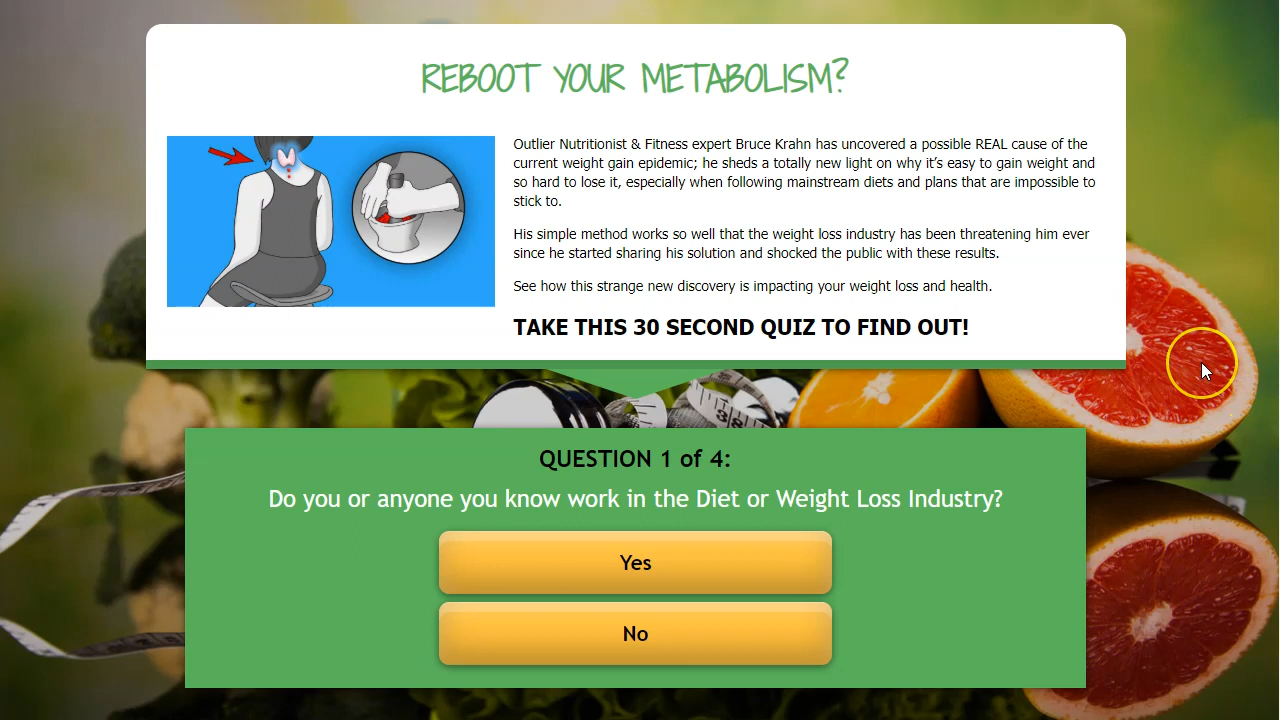 REBOOT YOUR METABOLISM?
Outlier Nutritionist & Fitness expert Bruce Krahn has uncovered a possible REAL cause of the
current weight gain epidemic; he sheds a totally new light on why it’s easy to gain weight and
so hard to lose it, especially when following mainstream diets and plans that are impossible to
stick to.
His simple method works so well that the weight loss industry has been threatening him ever
since he started sharing his solution and shocked the public with these results.
See how this strange new discovery is impacting your weight loss and health.
TAKE THIS 30 SECOND QUIZ TO FIND OUT!
QUESTION 1 of 4:
Do you or anyone you know work in the Diet or Weight Loss Industry?
Yes
No